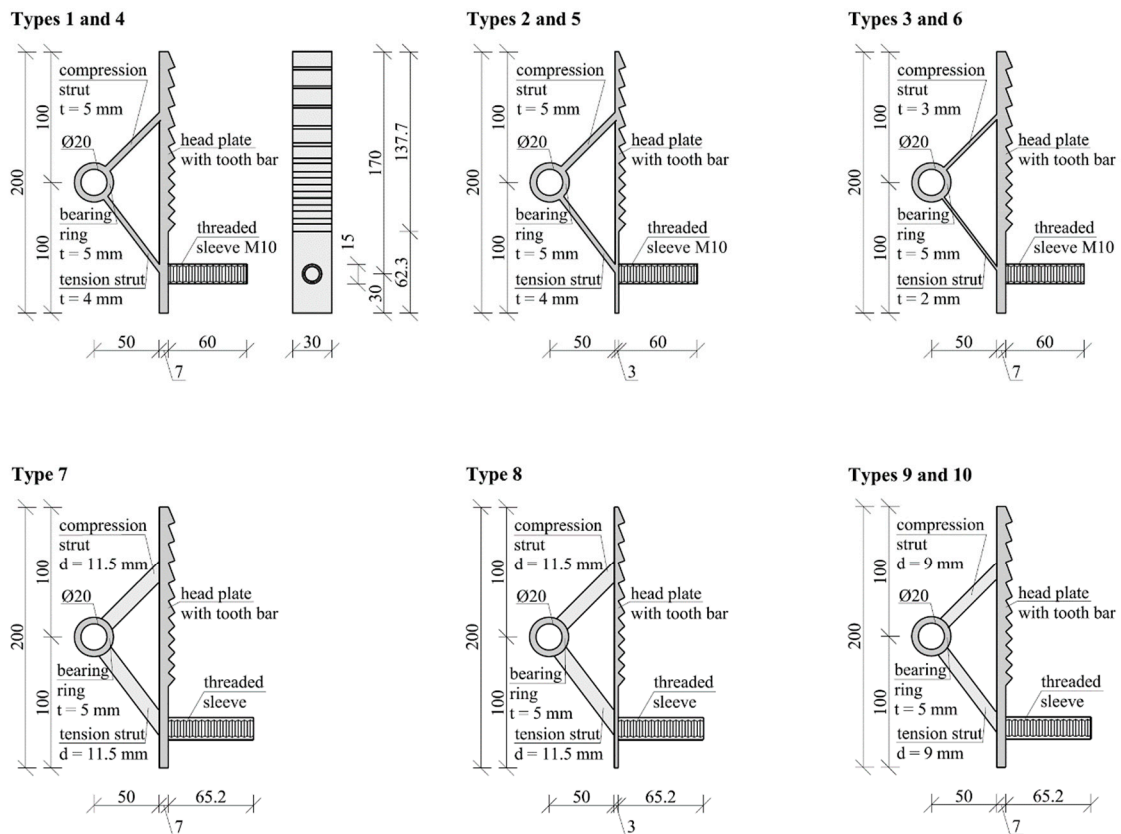 Types 1 and 4
compression
strut
t = 5 mm
Ø20
head plate
with tooth bar
bearing
ring
t = 5 mm
threaded
sleeve M10
tension strut
t = 4 mm
200
100
100
50
7
60
170
137.7
15
30
62.3
30
Types 2 and 5
compression
strut
t = 5 mm
Ø20
head plate
with tooth bar
bearing
ring
t = 5 mm
threaded
sleeve M10
tension strut
t = 4 mm
200
100
100
50
3
60
Types 3 and 6
compression
strut
t = 3 mm
Ø20
head plate
with tooth bar
bearing
ring
t = 5 mm
threaded
sleeve M10
tension strut
t = 2 mm
200
100
100
50
7
60
Type 7
compression
strut
d = 11.5 mm
Ø20
head plate
with tooth bar
bearing
ring
t = 5 mm
threaded
sleeve
tension strut
d = 11.5 mm
200
100
100
50
7
65.2
Type 8
compression
strut
d = 11.5 mm
Ø20
head plate
with tooth bar
bearing
ring
t = 5 mm
threaded
sleeve
tension strut
d = 11.5 mm
200
100
100
50
3
65.2
Types 9 and 10
compression
strut
d = 9 mm
Ø20
head plate
with tooth bar
bearing
ring
t = 5 mm
threaded
sleeve
tension strut
d = 9 mm
200
100
100
50
7
65.2